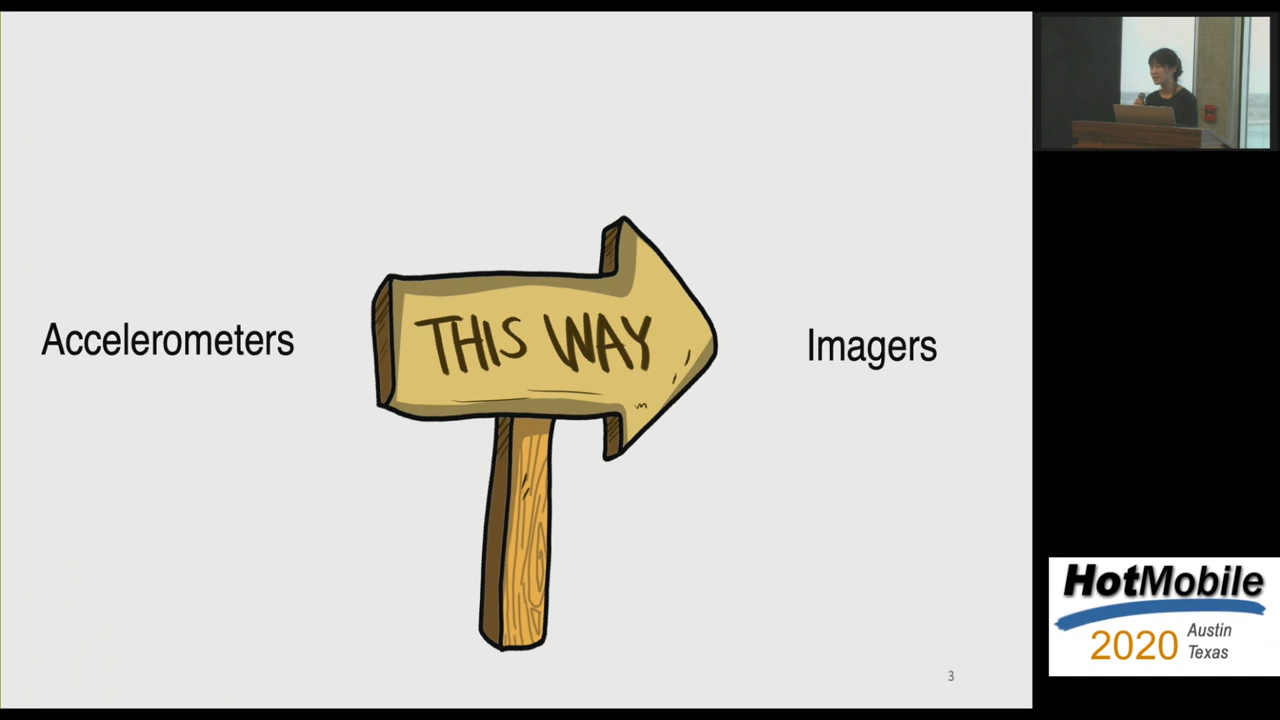 Accelerometers
THIS WAY
Imagers
3
HotMobile
2020 Austin
Texas